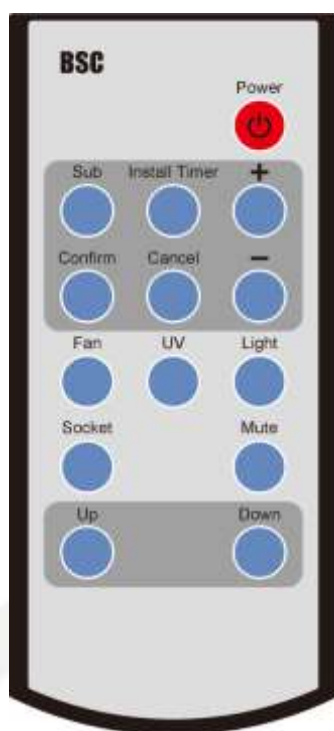 BSC
Power
Sub Install Timer +
Confirm Cancel −
Fan UV Light
Socket Mute
Up Down